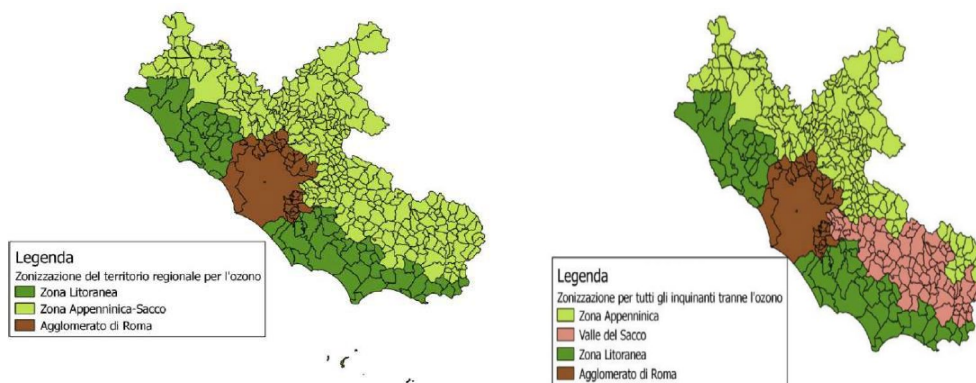 Legenda
Zonizzazione del territorio regionale per l'ozono
Zona Litoranea
Zona Appenninica-Sacco
Agglomerato di Roma
Legenda
Zonizzazione per tutti gli inquinanti tranne l'ozono
Zona Appenninica
Valle del Sacco
Zona Litoranea
Agglomerato di Roma